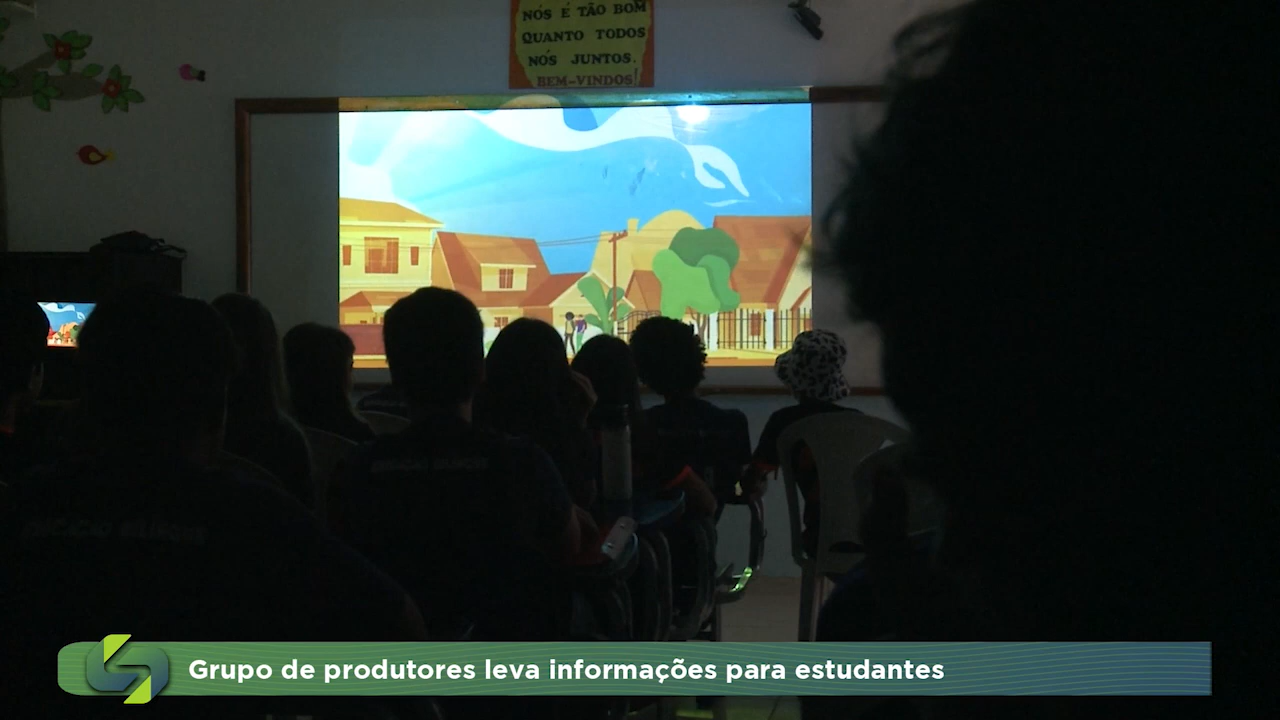 NÓS É TÃO BOM
QUANTO TODOS
NÓS JUNTOS.
BEM-VINDOS!
Grupo de produtores leva informações para estudantes